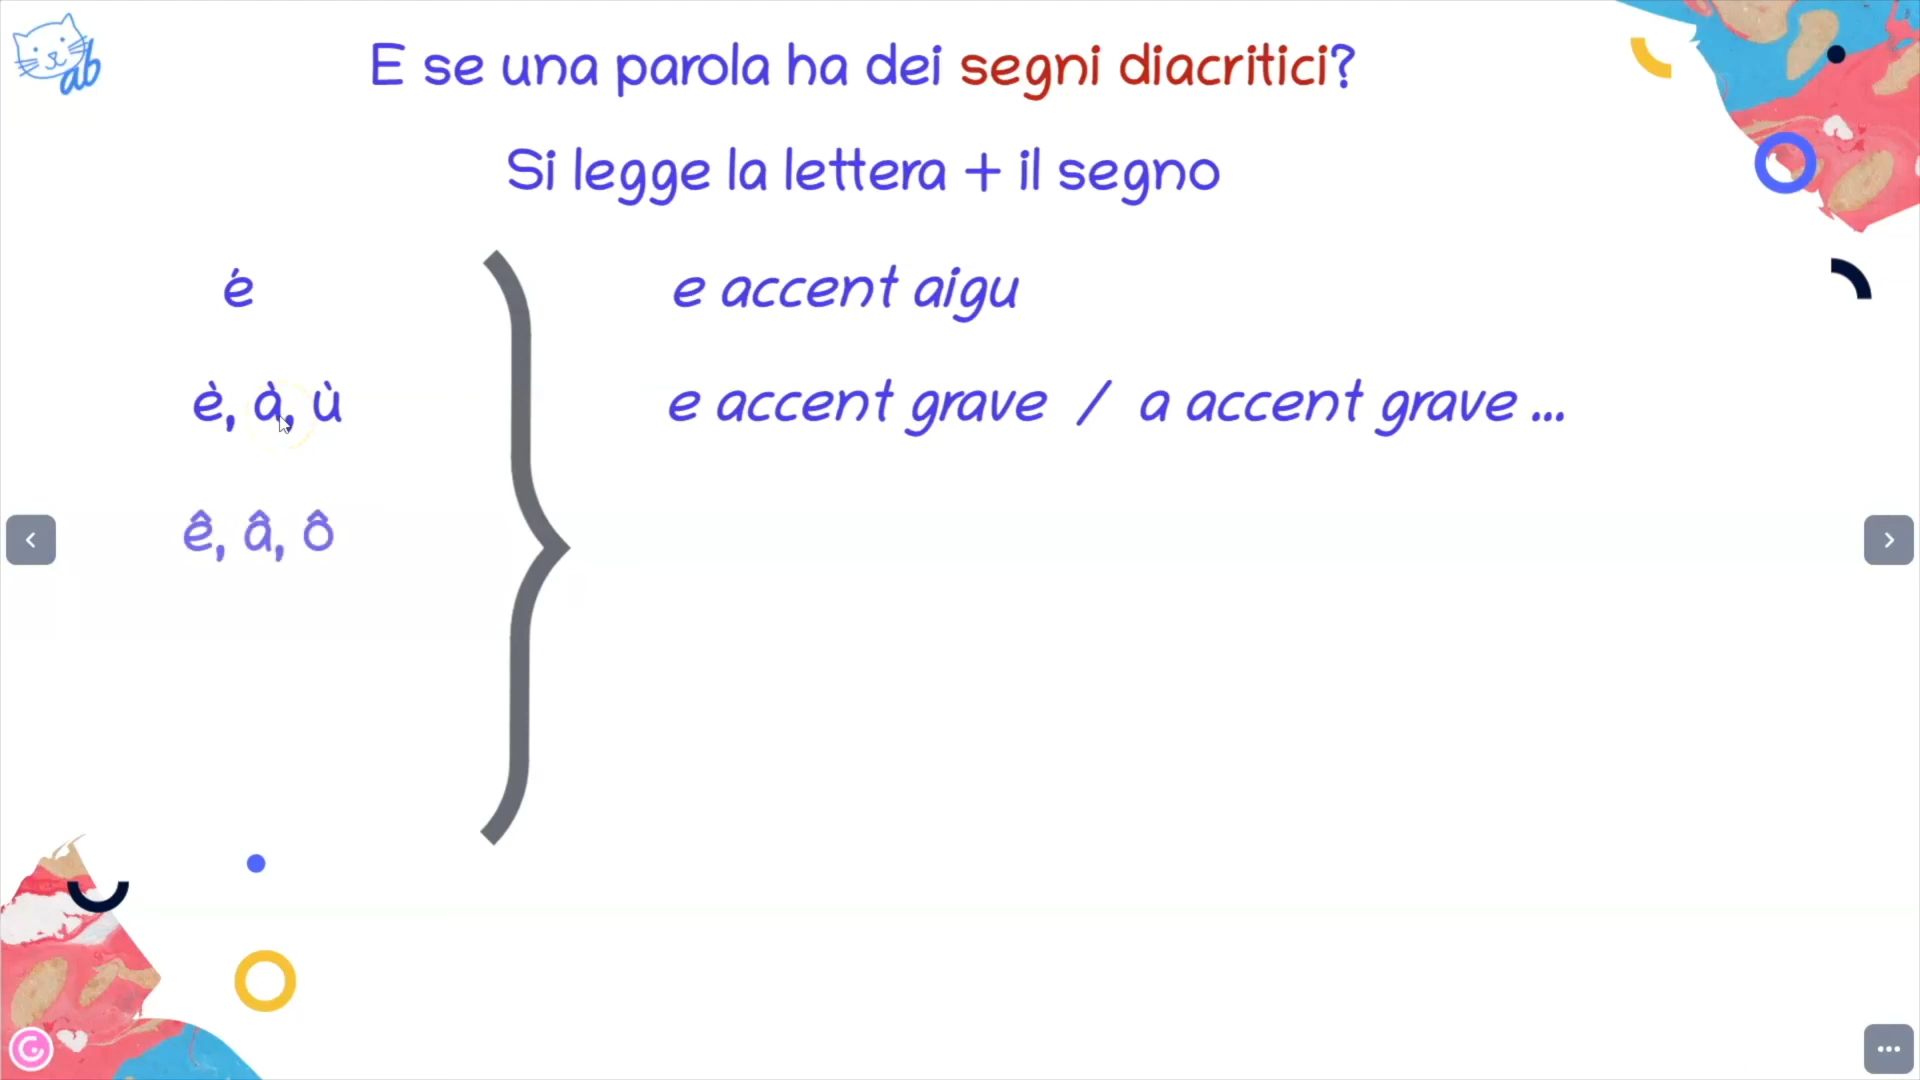 ab
E se una parola ha dei segni diacritici?
Si legge la lettera + il segno
é
e accent aigu
è, à, ù
e accent grave / a accent grave ...
ê, â, ô